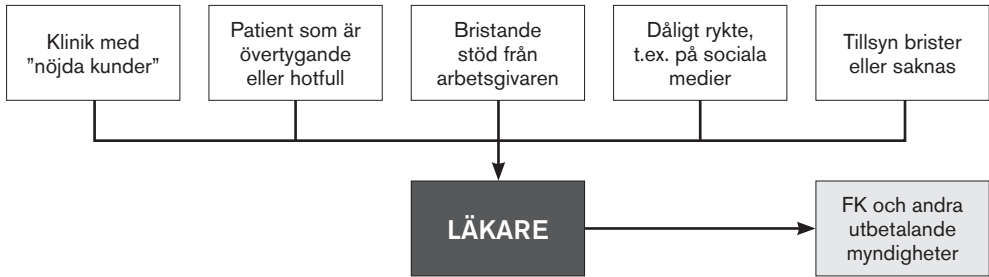 Klinik med
”nöjda kunder”
Patient som är
övertygande
eller hotfull
Bristande
stöd från
arbetsgivaren
Dåligt rykte,
t.ex. på sociala
medier
Tillsyn brister
eller saknas
LÄKARE
FK och andra
utbetalande
myndigheter